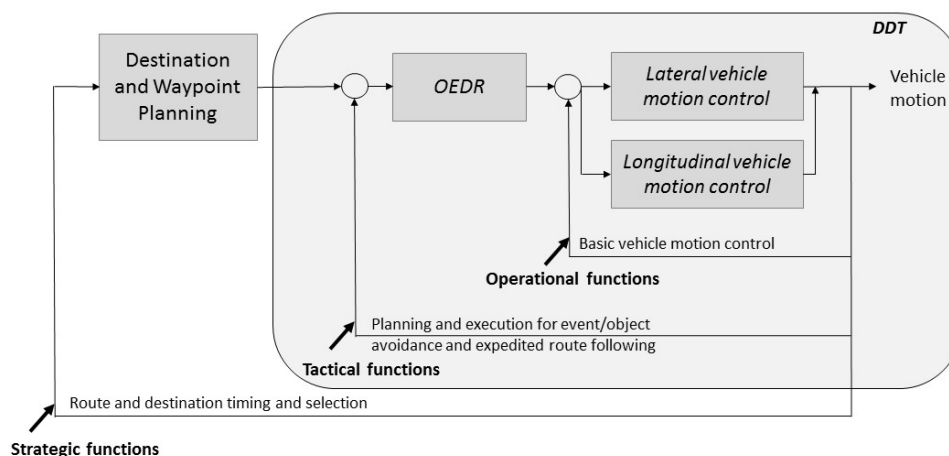 DDT
Destination
and Waypoint
Planning
OEDR
Lateral vehicle
motion control
Vehicle
motion
Longitudinal vehicle
motion control
Basic vehicle motion control
Operational functions
Planning and execution for event/object
avoidance and expedited route following
Tactical functions
Route and destination timing and selection
Strategic functions